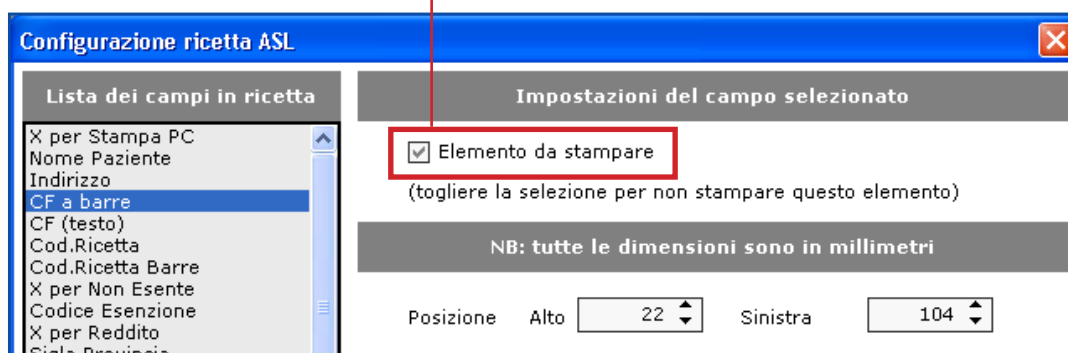 Configurazione ricetta ASL
Lista dei campi in ricetta
X per Stampa PC
Nome Paziente
Indirizzo
CF a barre
CF (testo)
Cod.Ricetta
Cod.Ricetta Barre
X per Non Esente
Codice Esenzione
X per Reddito
Sigla Provincia
Impostazioni del campo selezionato
Elemento da stampare
(togliere la selezione per non stampare questo elemento)
NB: tutte le dimensioni sono in millimetri
Posizione Alto 22 Sinistra 104